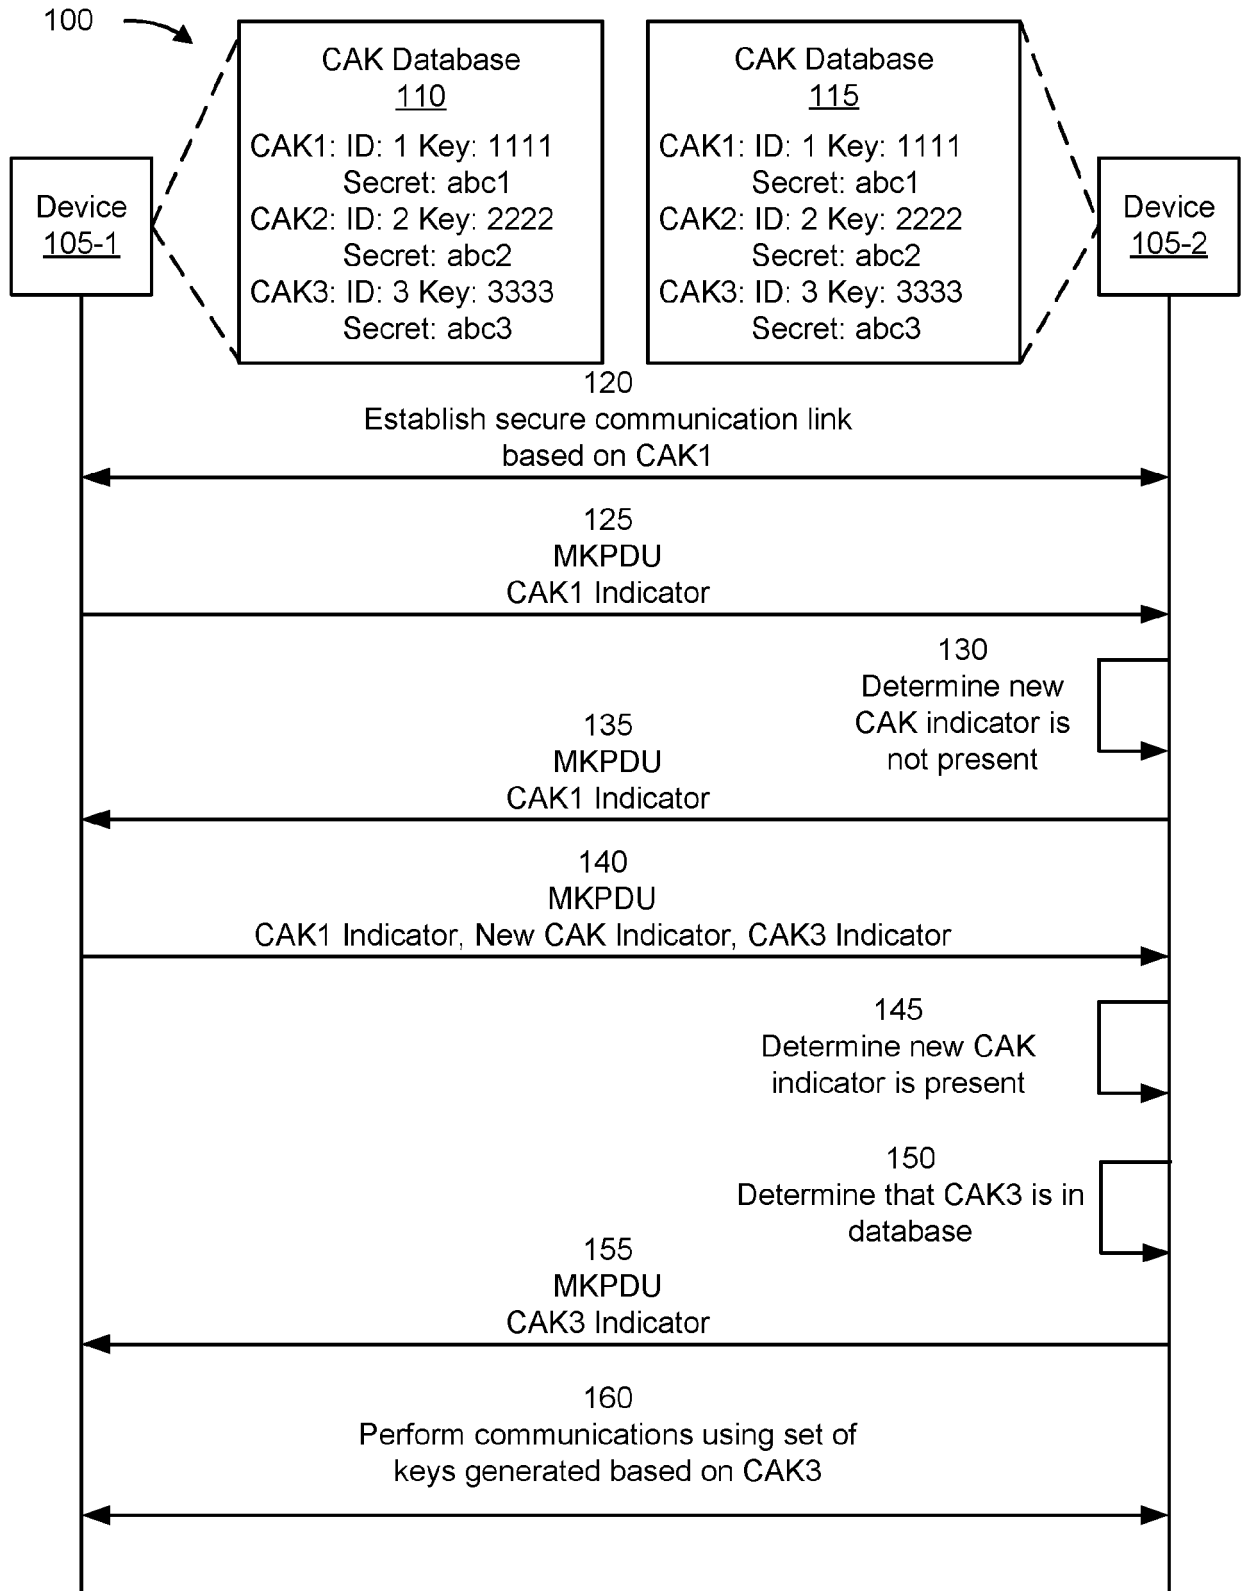 100
CAK Database
110
CAK1: ID: 1 Key: 1111
Secret: abc1
CAK2: ID: 2 Key: 2222
Secret: abc2
CAK3: ID: 3 Key: 3333
Secret: abc3
CAK Database
115
CAK1: ID: 1 Key: 1111
Secret: abc1
CAK2: ID: 2 Key: 2222
Secret: abc2
CAK3: ID: 3 Key: 3333
Secret: abc3
Device
105-1
Device
105-2
120
Establish secure communication link
based on CAK1
125
MKPDU
CAK1 Indicator
130
Determine new
CAK indicator is
not present
135
MKPDU
CAK1 Indicator
140
MKPDU
CAK1 Indicator, New CAK Indicator, CAK3 Indicator
145
Determine new CAK
indicator is present
150
Determine that CAK3 is in
database
155
MKPDU
CAK3 Indicator
160
Perform communications using set of
keys generated based on CAK3